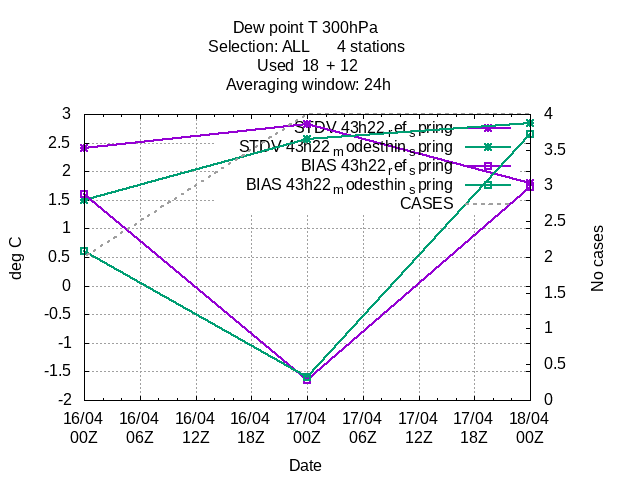 Dew point T 300hPa
Selection: ALL 4 stations
Used 18 + 12
Averaging window: 24h
3
2.5
2
1.5
1
0.5
0
-0.5
-1
-1.5
-2
deg C
4
3.5
3
2.5
2
1.5
1
0.5
0
No cases
STDV 43h22_ref_spring
STDV 43h22_modesthin_spring
BIAS 43h22_ref_spring
BIAS 43h22_modesthin_spring
CASES
16/04 16/04 16/04 16/04 17/04 17/04 17/04 17/04 18/04
00Z 06Z 12Z 18Z 00Z 06Z 12Z 18Z 00Z
Date